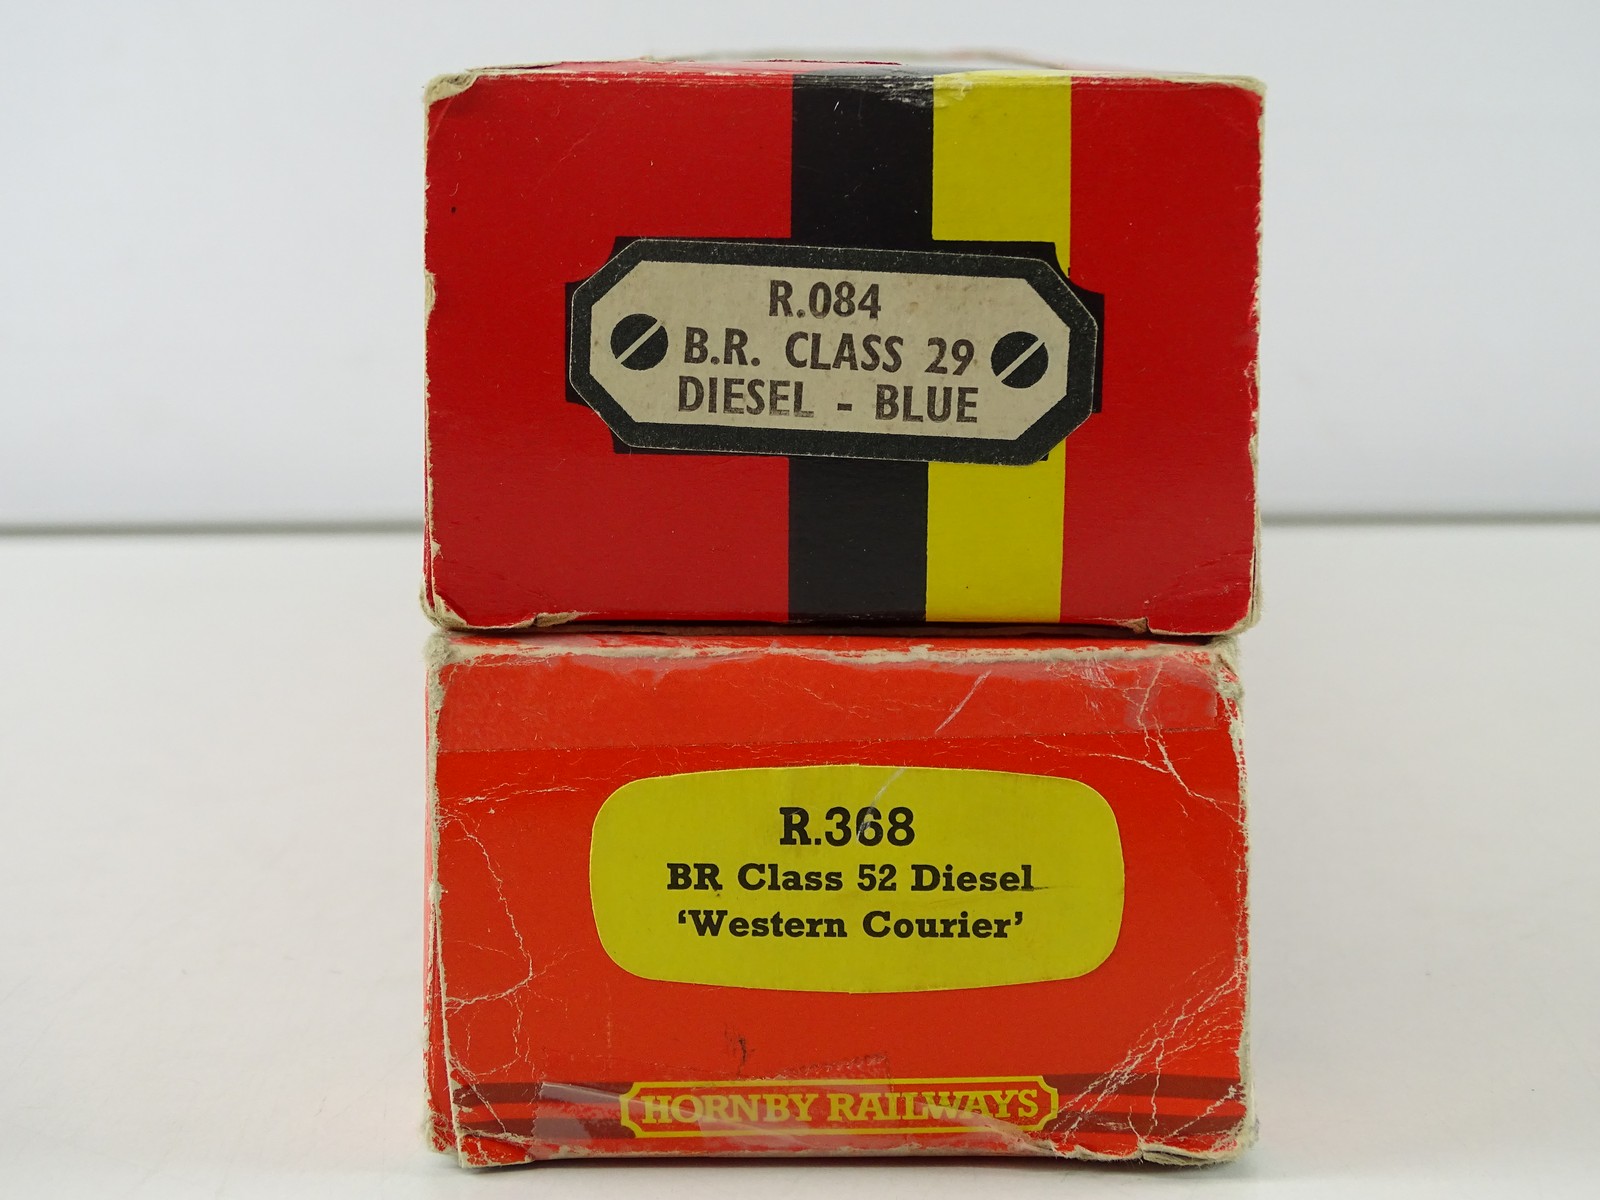 R.084
B.R. CLASS 29
DIESEL - BLUE
R.368
BR Class 52 Diesel
‘Western Courier’
HORNBY RAILWAYS